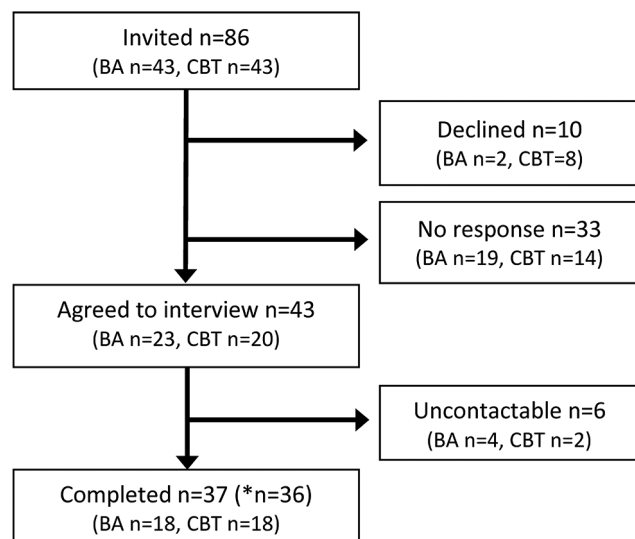 Invited n=86
(BA n=43, CBT n=43)
Declined n=10
(BA n=2, CBT=8)
No response n=33
(BA n=19, CBT n=14)
Agreed to interview n=43
(BA n=23, CBT n=20)
Uncontactable n=6
(BA n=4, CBT n=2)
Completed n=37 (*n=36)
(BA n=18, CBT n=18)